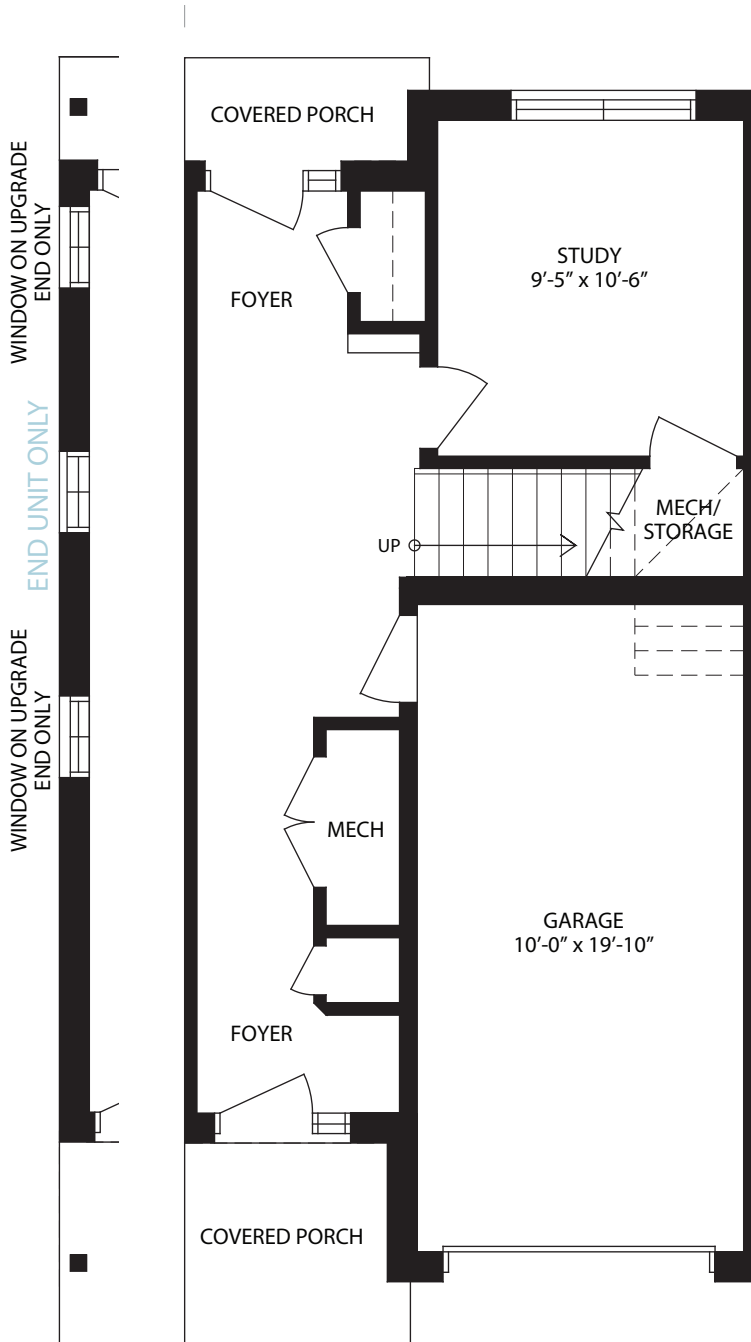 COVERED PORCH
WINDOW ON UPGRADE
END ONLY
STUDY
9'-5" x 10'-6"
FOYER
END UNIT ONLY
MECH/
STORAGE
UP
WINDOW ON UPGRADE
END ONLY
MECH
GARAGE
10'-0" x 19'-10"
FOYER
COVERED PORCH